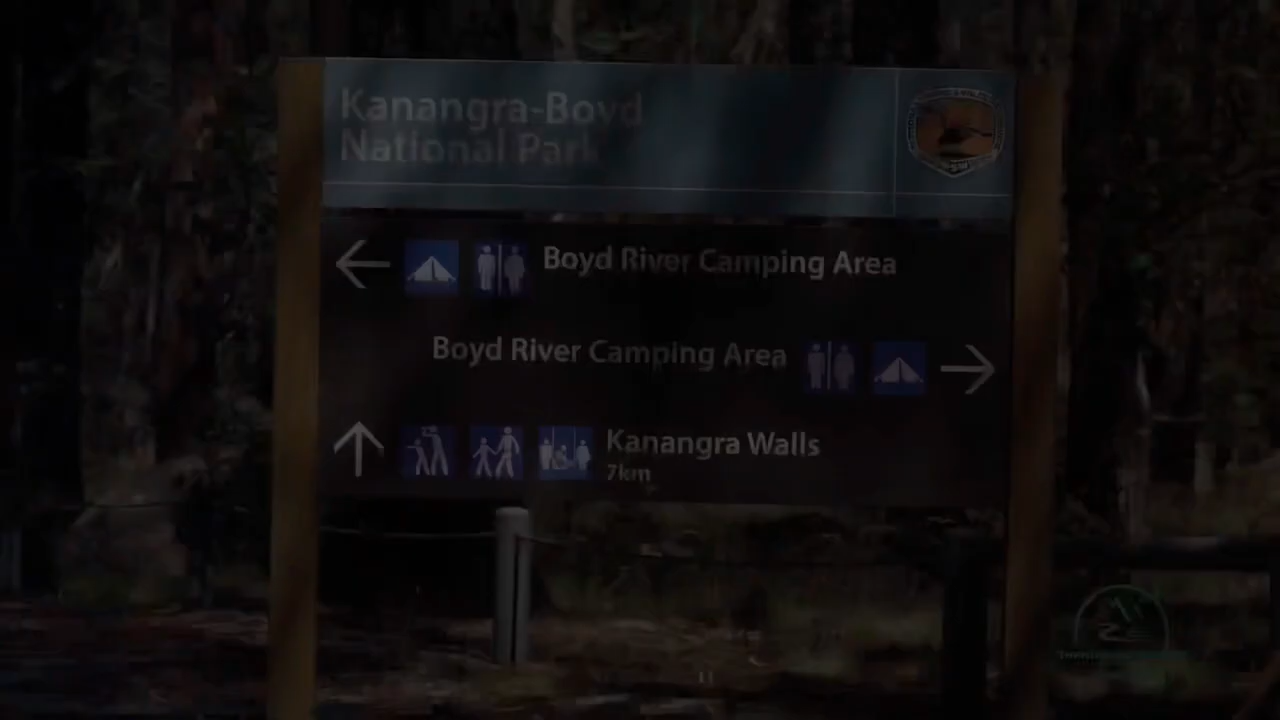 Kanangra-Boyd
National Park
Boyd River Camping Area
Boyd River Camping Area
Kanangra Walls
7km